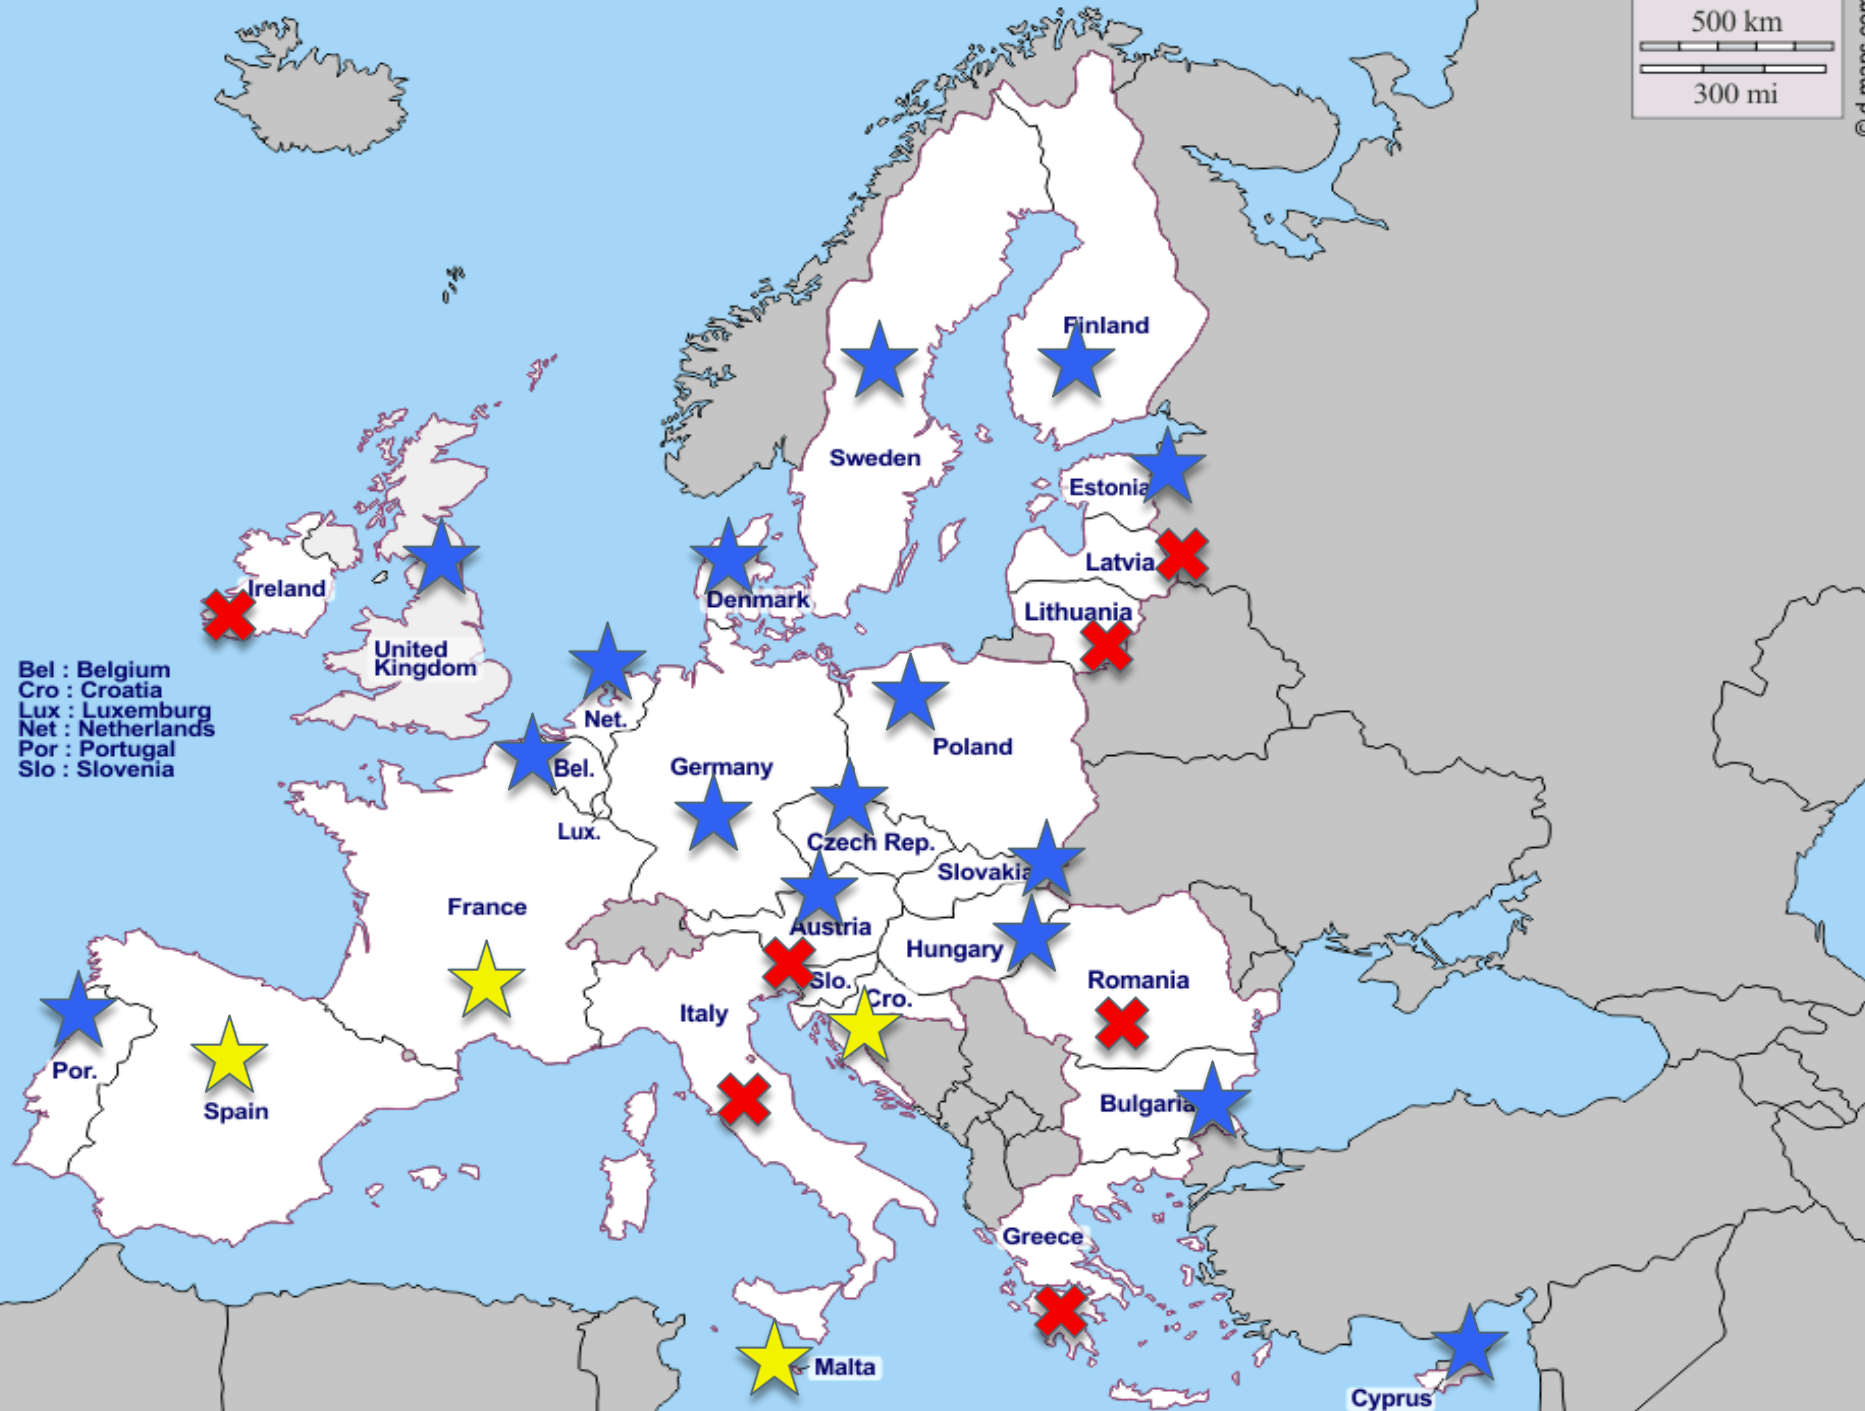 500 km
300 mi
Finland
Sweden
Estonia
Latvia
Ireland
Denmark
Lithuania
United
Kingdom
Bel : Belgium
Cro : Croatia
Lux : Luxemburg
Net : Netherlands
Por : Portugal
Slo : Slovenia
Net.
Poland
Bel.
Germany
Lux.
Czech Rep.
Slovakia
France
Austria
Hungary
Slo.
Romania
Cro.
Italy
Por.
Spain
Bulgaria
Greece
Malta
Cyprus